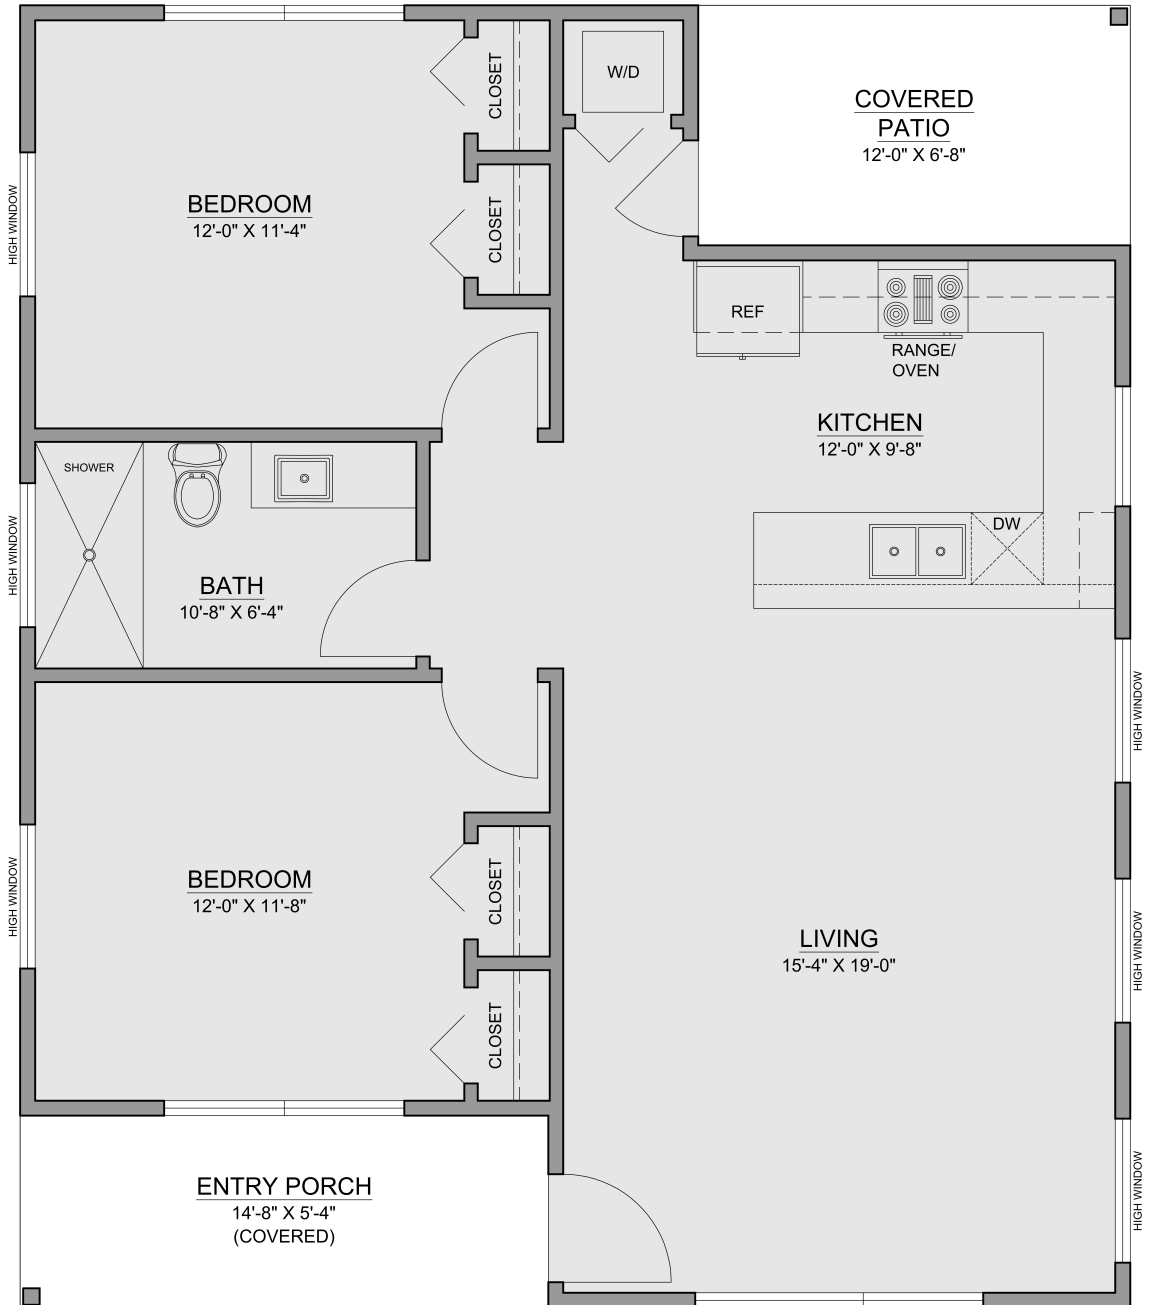 CLOSET
W/D
COVERED
PATIO
12'-0" X 6'-8"
HIGH WINDOW
BEDROOM
12'-0" X 11'-4"
CLOSET
REF
RANGE/
OVEN
KITCHEN
12'-0" X 9'-8"
SHOWER
HIGH WINDOW
BATH
10'-8" X 6'-4"
DW
HIGH WINDOW
HIGH WINDOW
BEDROOM
12'-0" X 11'-8"
CLOSET
LIVING
15'-4" X 19'-0"
HIGH WINDOW
CLOSET
HIGH WINDOW
ENTRY PORCH
14'-8" X 5'-4"
(COVERED)